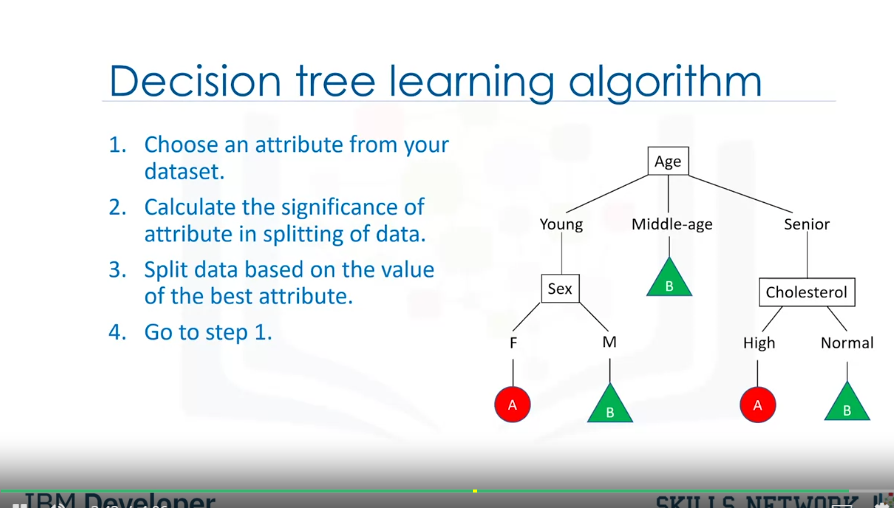 Decision tree learning algorithm
1. Choose an attribute from your
dataset.
2. Calculate the significance of
attribute in splitting of data.
3. Split data based on the value
of the best attribute.
4. Go to step 1.
Age
Young Middle-age Senior
B
Sex Cholesterol
F M High Normal
A B A B
IBM Developer
SKILLS NETWORK